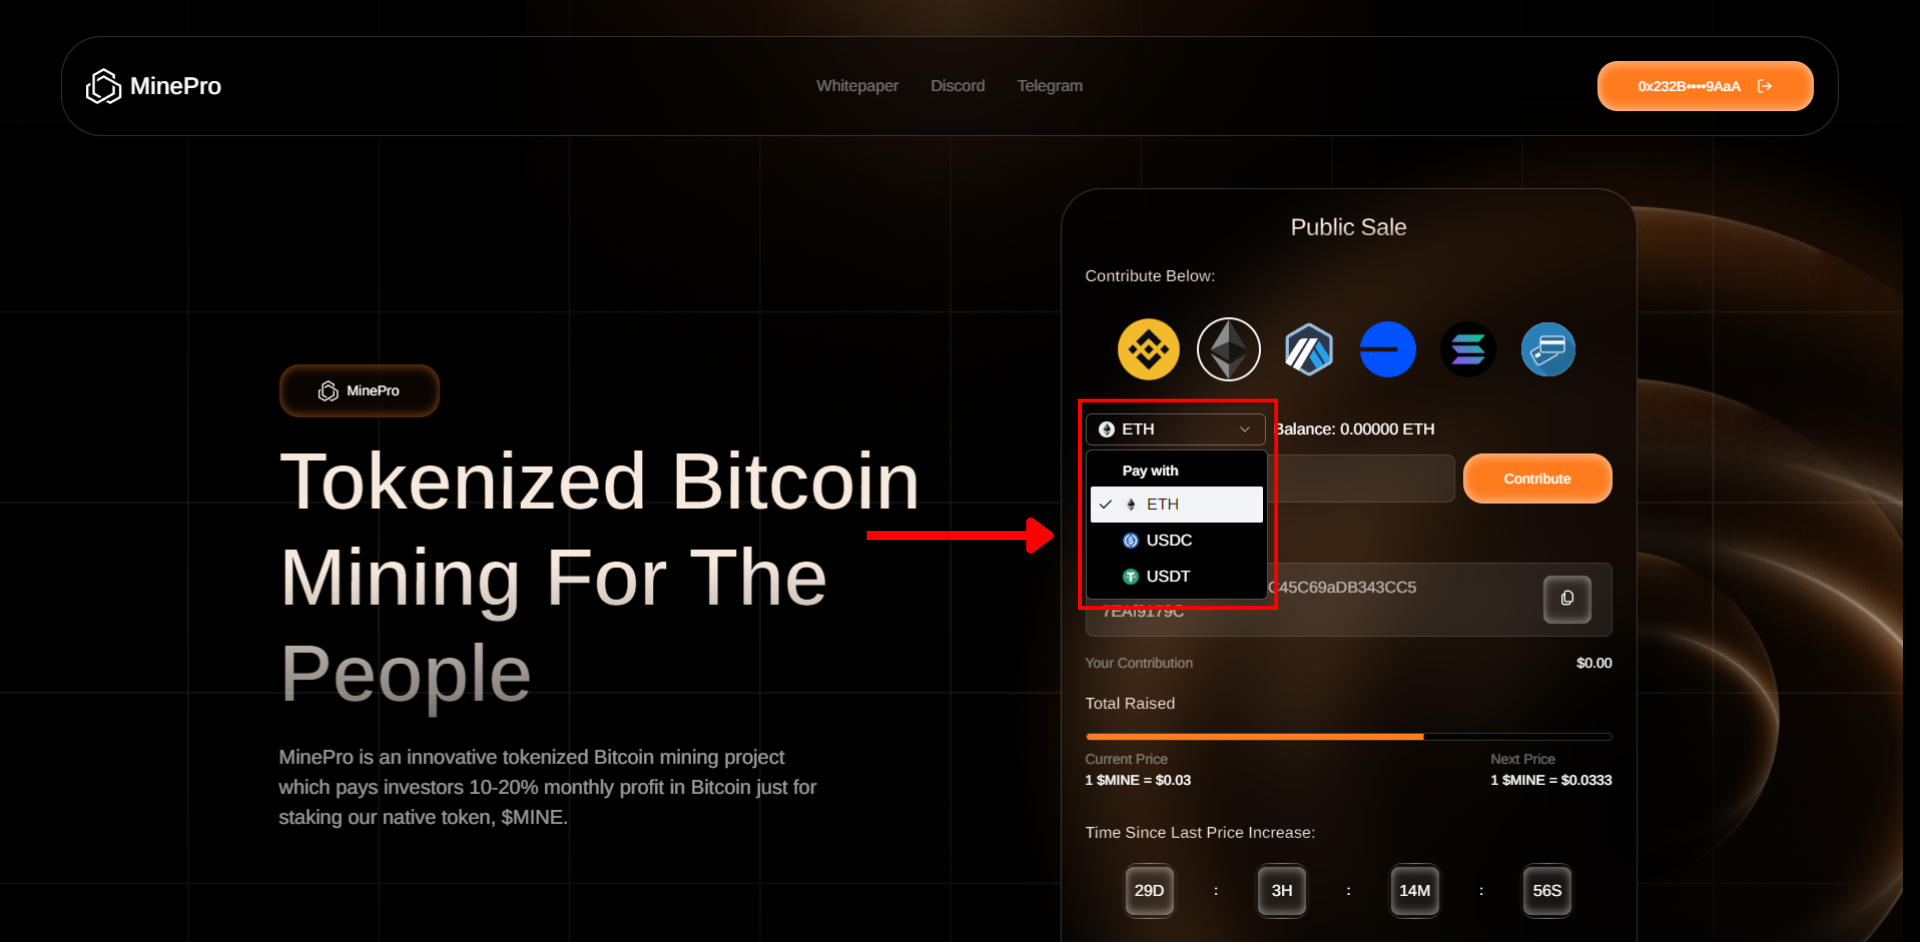 MinePro
Whitepaper
Discord
Telegram
0x232B••••9AaA
MinePro
Tokenized Bitcoin
Mining For The
People
MinePro is an innovative tokenized Bitcoin mining project
which pays investors 10-20% monthly profit in Bitcoin just for
staking our native token, $MINE.
Public Sale
Contribute Below:
ETH
Balance: 0.00000 ETH
Pay with
ETH
USDC
USDT
Contribute
C45C69aDB343CC5
7EAf9179C
Your Contribution
$0.00
Total Raised
Current Price
Next Price
1 $MINE = $0.03
1 $MINE = $0.0333
Time Since Last Price Increase:
29D : 3H : 14M : 56S